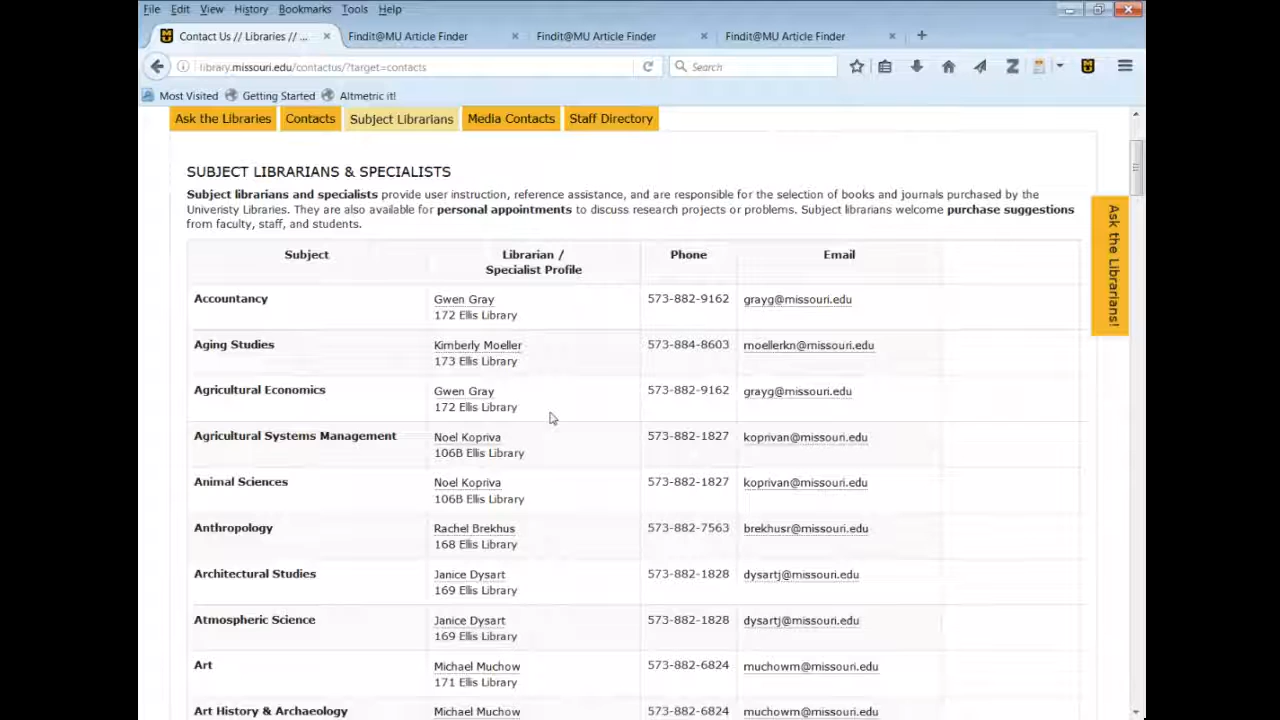 File Edit View History Bookmarks Tools Help
Contact Us // Libraries // ... × Findit@MU Article Finder × Findit@MU Article Finder × Findit@MU Article Finder × +
library.missouri.edu/contactus/?target=contacts Search
Most Visited Getting Started Altmetric it!
Ask the Libraries Contacts Subject Librarians Media Contacts Staff Directory
SUBJECT LIBRARIANS & SPECIALISTS
Subject librarians and specialists provide user instruction, reference assistance, and are responsible for the selection of books and journals purchased by the
Univeristy Libraries. They are also available for personal appointments to discuss research projects or problems. Subject librarians welcome purchase suggestions
from faculty, staff, and students.
Ask the Librarians!
Subject Librarian / Phone Email
Specialist Profile
Accountancy Gwen Gray 573-882-9162 grayg@missouri.edu
172 Ellis Library
Aging Studies Kimberly Moeller 573-884-8603 moellerkn@missouri.edu
173 Ellis Library
Agricultural Economics Gwen Gray 573-882-9162 grayg@missouri.edu
172 Ellis Library
Agricultural Systems Management Noel Kopriva 573-882-1827 koprivan@missouri.edu
106B Ellis Library
Animal Sciences Noel Kopriva 573-882-1827 koprivan@missouri.edu
106B Ellis Library
Anthropology Rachel Brekhus 573-882-7563 brekhusr@missouri.edu
168 Ellis Library
Architectural Studies Janice Dysart 573-882-1828 dysartj@missouri.edu
169 Ellis Library
Atmospheric Science Janice Dysart 573-882-1828 dysartj@missouri.edu
169 Ellis Library
Art Michael Muchow 573-882-6824 muchowm@missouri.edu
171 Ellis Library
Art History & Archaeology Michael Muchow 573-882-6824 muchowm@missouri.edu